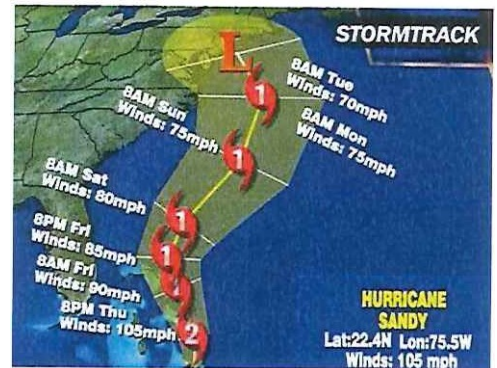 STORMTRACK
L
8AM Tue
Winds: 70mph
1
8AM Sun
Winds: 75mph
8AM Mon
Winds: 75mph
1
8AM Sat
Winds: 80mph
1
8PM Fri
Winds: 85mph
1
8AM Fri
Winds: 90mph
1
8PM Thu
Winds: 105mph
2
HURRICANE
SANDY
Lat:22.4N Lon:75.5W
Winds: 105 mph